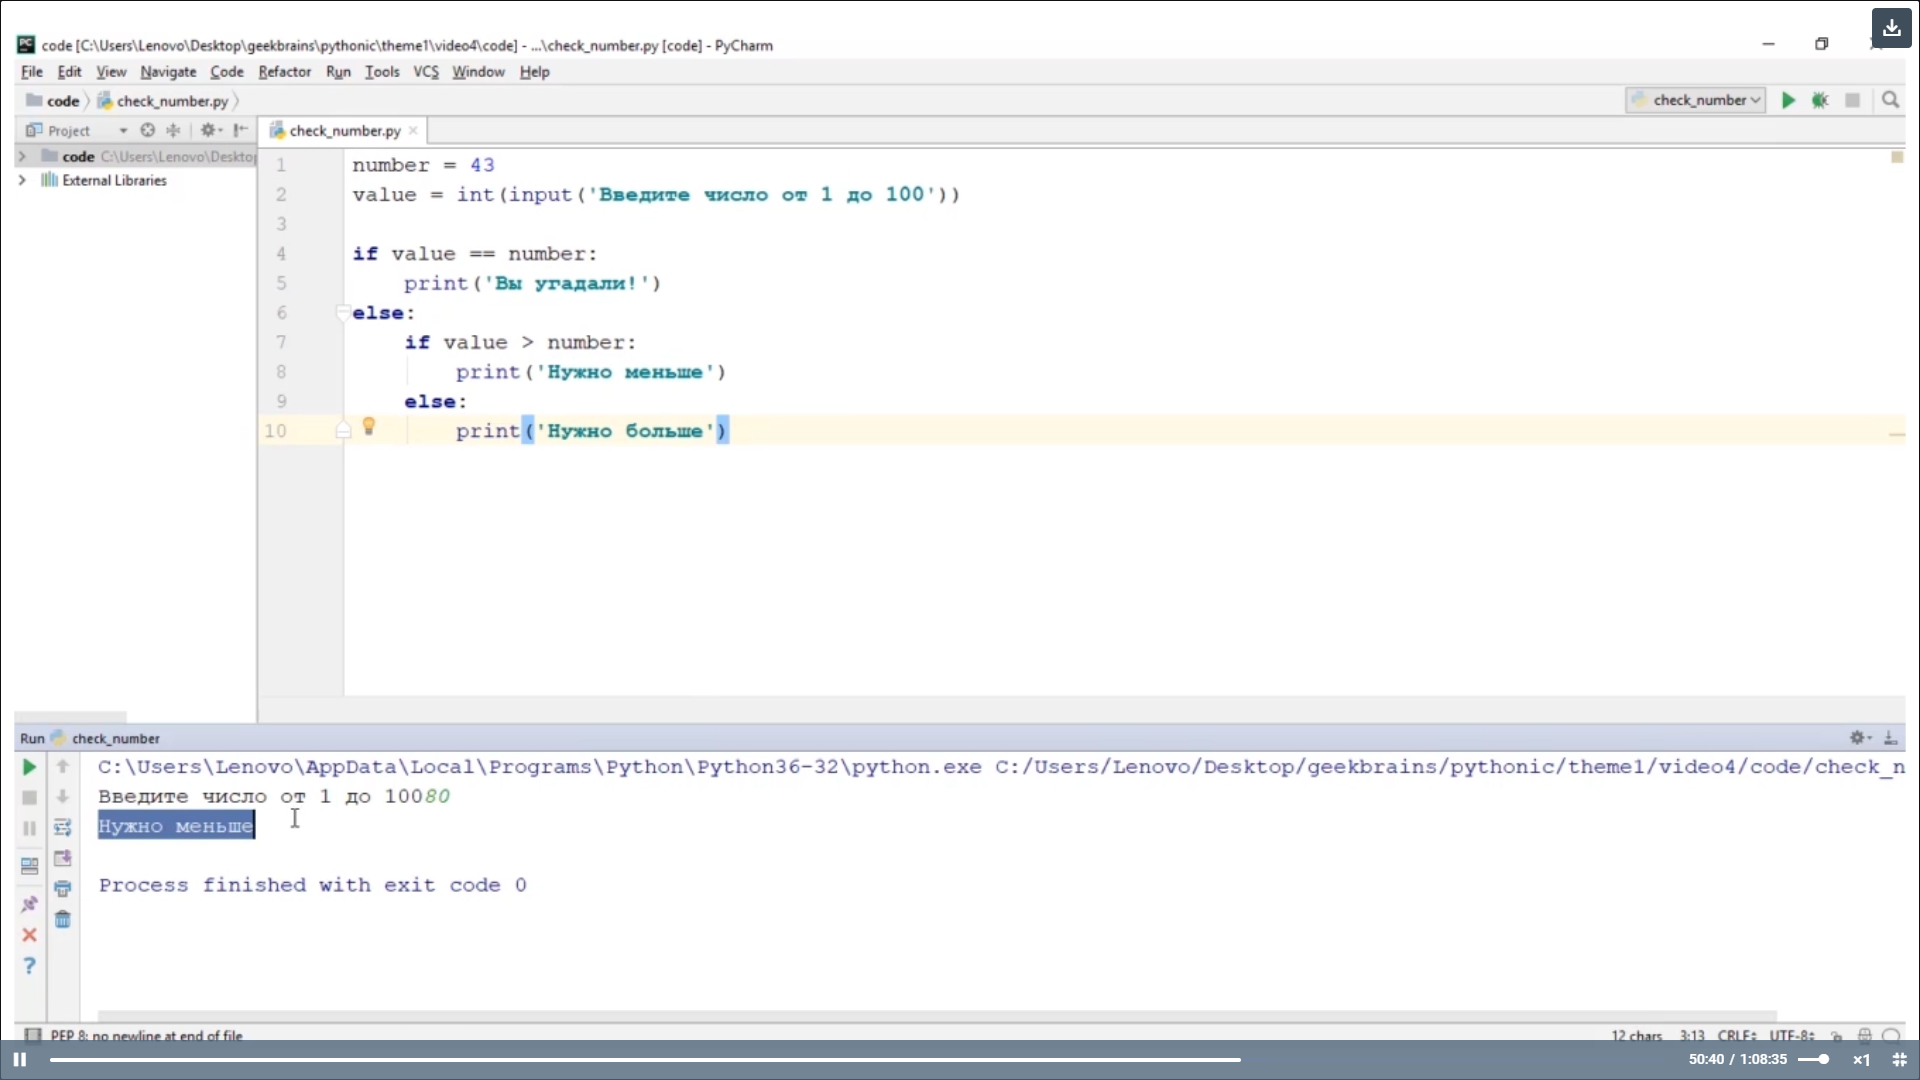 code [C:\Users\Lenovo\Desktop\geekbrains\pythonic\theme1\video4\code] - ...\check_number.py [code] - PyCharm
File Edit View Navigate Code Refactor Run Tools VCS Window Help
code check_number.py check_number
Project check_number.py
code C:\Users\Lenovo\Deskto
External Libraries
1 number = 43
2 value = int(input('Введите число от 1 до 100'))
3
4 if value == number:
5 print('Вы угадали!')
6 else:
7 if value > number:
8 print('Нужно меньше')
9 else:
10 print('Нужно больше')
Run check_number
C:\Users\Lenovo\AppData\Local\Programs\Python\Python36-32\python.exe C:/Users/Lenovo/Desktop/geekbrains/pythonic/theme1/video4/code/check_n
Введите число от 1 до 10080
Нужно меньше
Process finished with exit code 0
PEP 8: no newline at end of file 12 chars 3:13 CRLF UTF-8
50:40 / 1:08:35 ×1